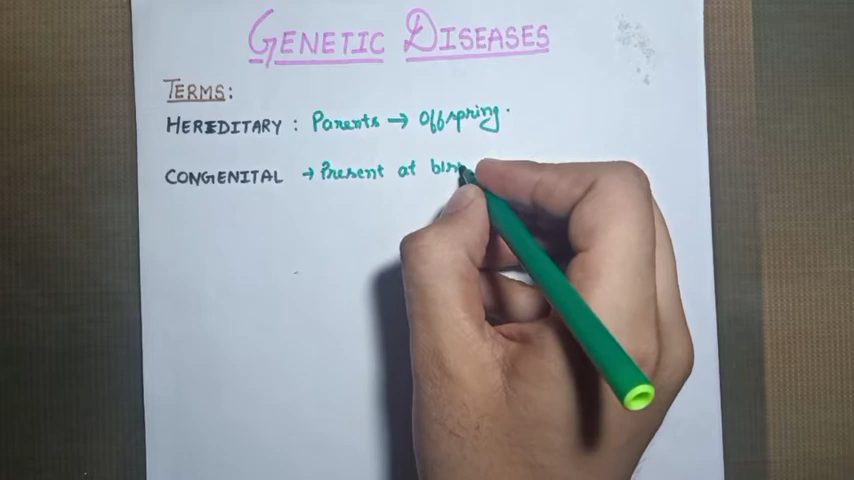 GENETIC DISEASES
TERMS:
HEREDITARY : Parents → Offspring.
CONGENITAL → Present at